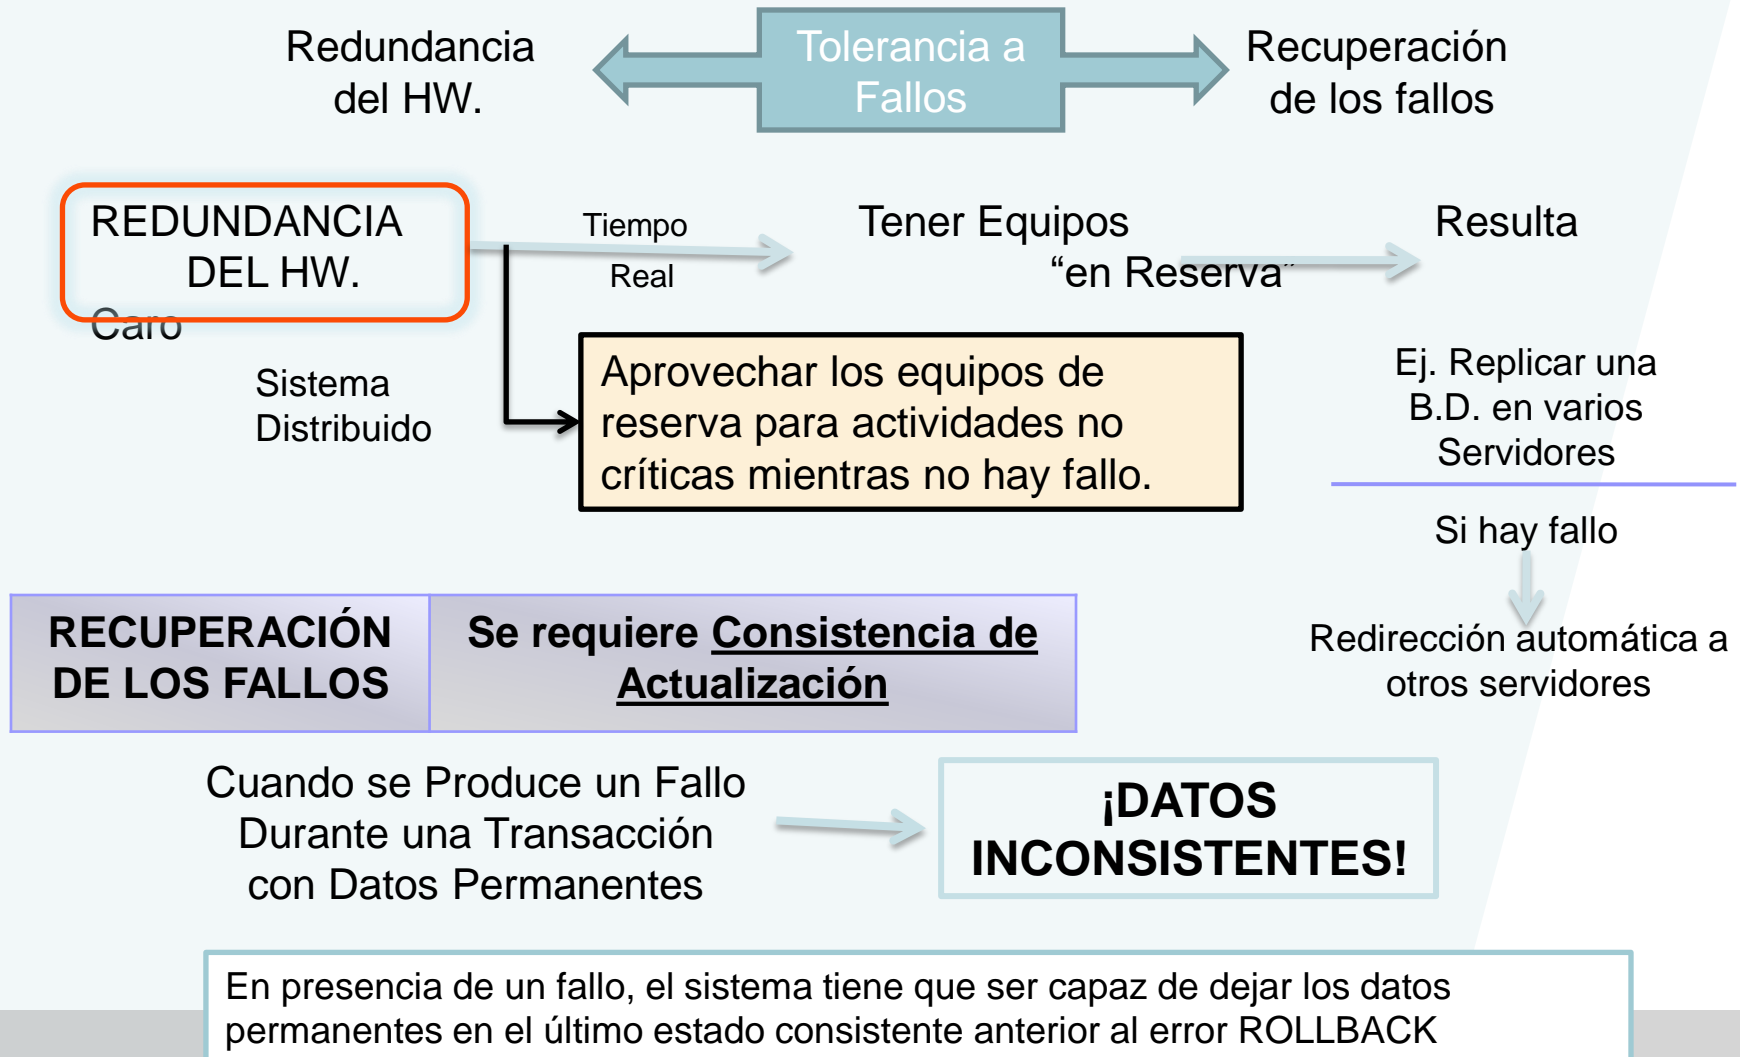 Redundancia
del HW.
Tolerancia a
Fallos
Recuperación
de los fallos
REDUNDANCIA
DEL HW.
Caro
Tiempo
Real
Tener Equipos
“en Reserva”
Resulta
Sistema
Distribuido
Aprovechar los equipos de
reserva para actividades no
críticas mientras no hay fallo.
Ej. Replicar una
B.D. en varios
Servidores
Si hay fallo
Redirección automática a
otros servidores
RECUPERACIÓN
DE LOS FALLOS
Se requiere Consistencia de
Actualización
Cuando se Produce un Fallo
Durante una Transacción
con Datos Permanentes
¡DATOS
INCONSISTENTES!
En presencia de un fallo, el sistema tiene que ser capaz de dejar los datos
permanentes en el último estado consistente anterior al error ROLLBACK